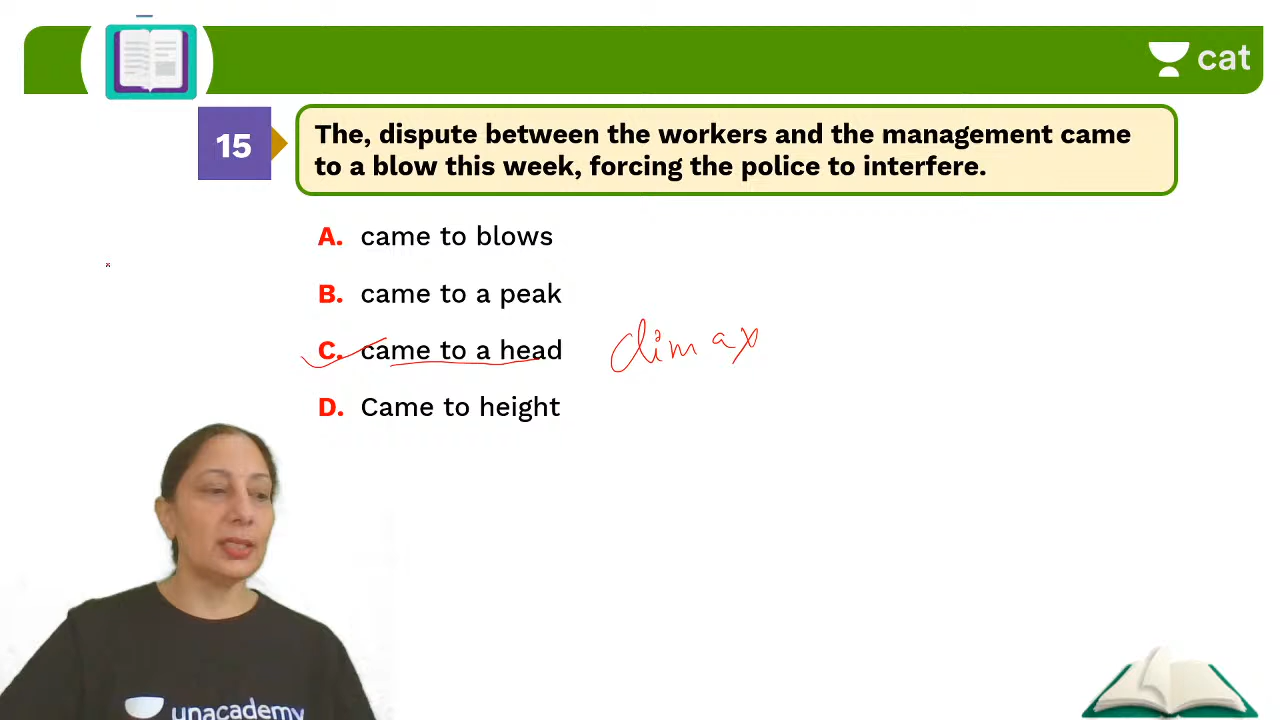 cat
15
The, dispute between the workers and the management came
to a blow this week, forcing the police to interfere.
A. came to blows
B. came to a peak
C. came to a head
climax
D. Came to height
unacademy